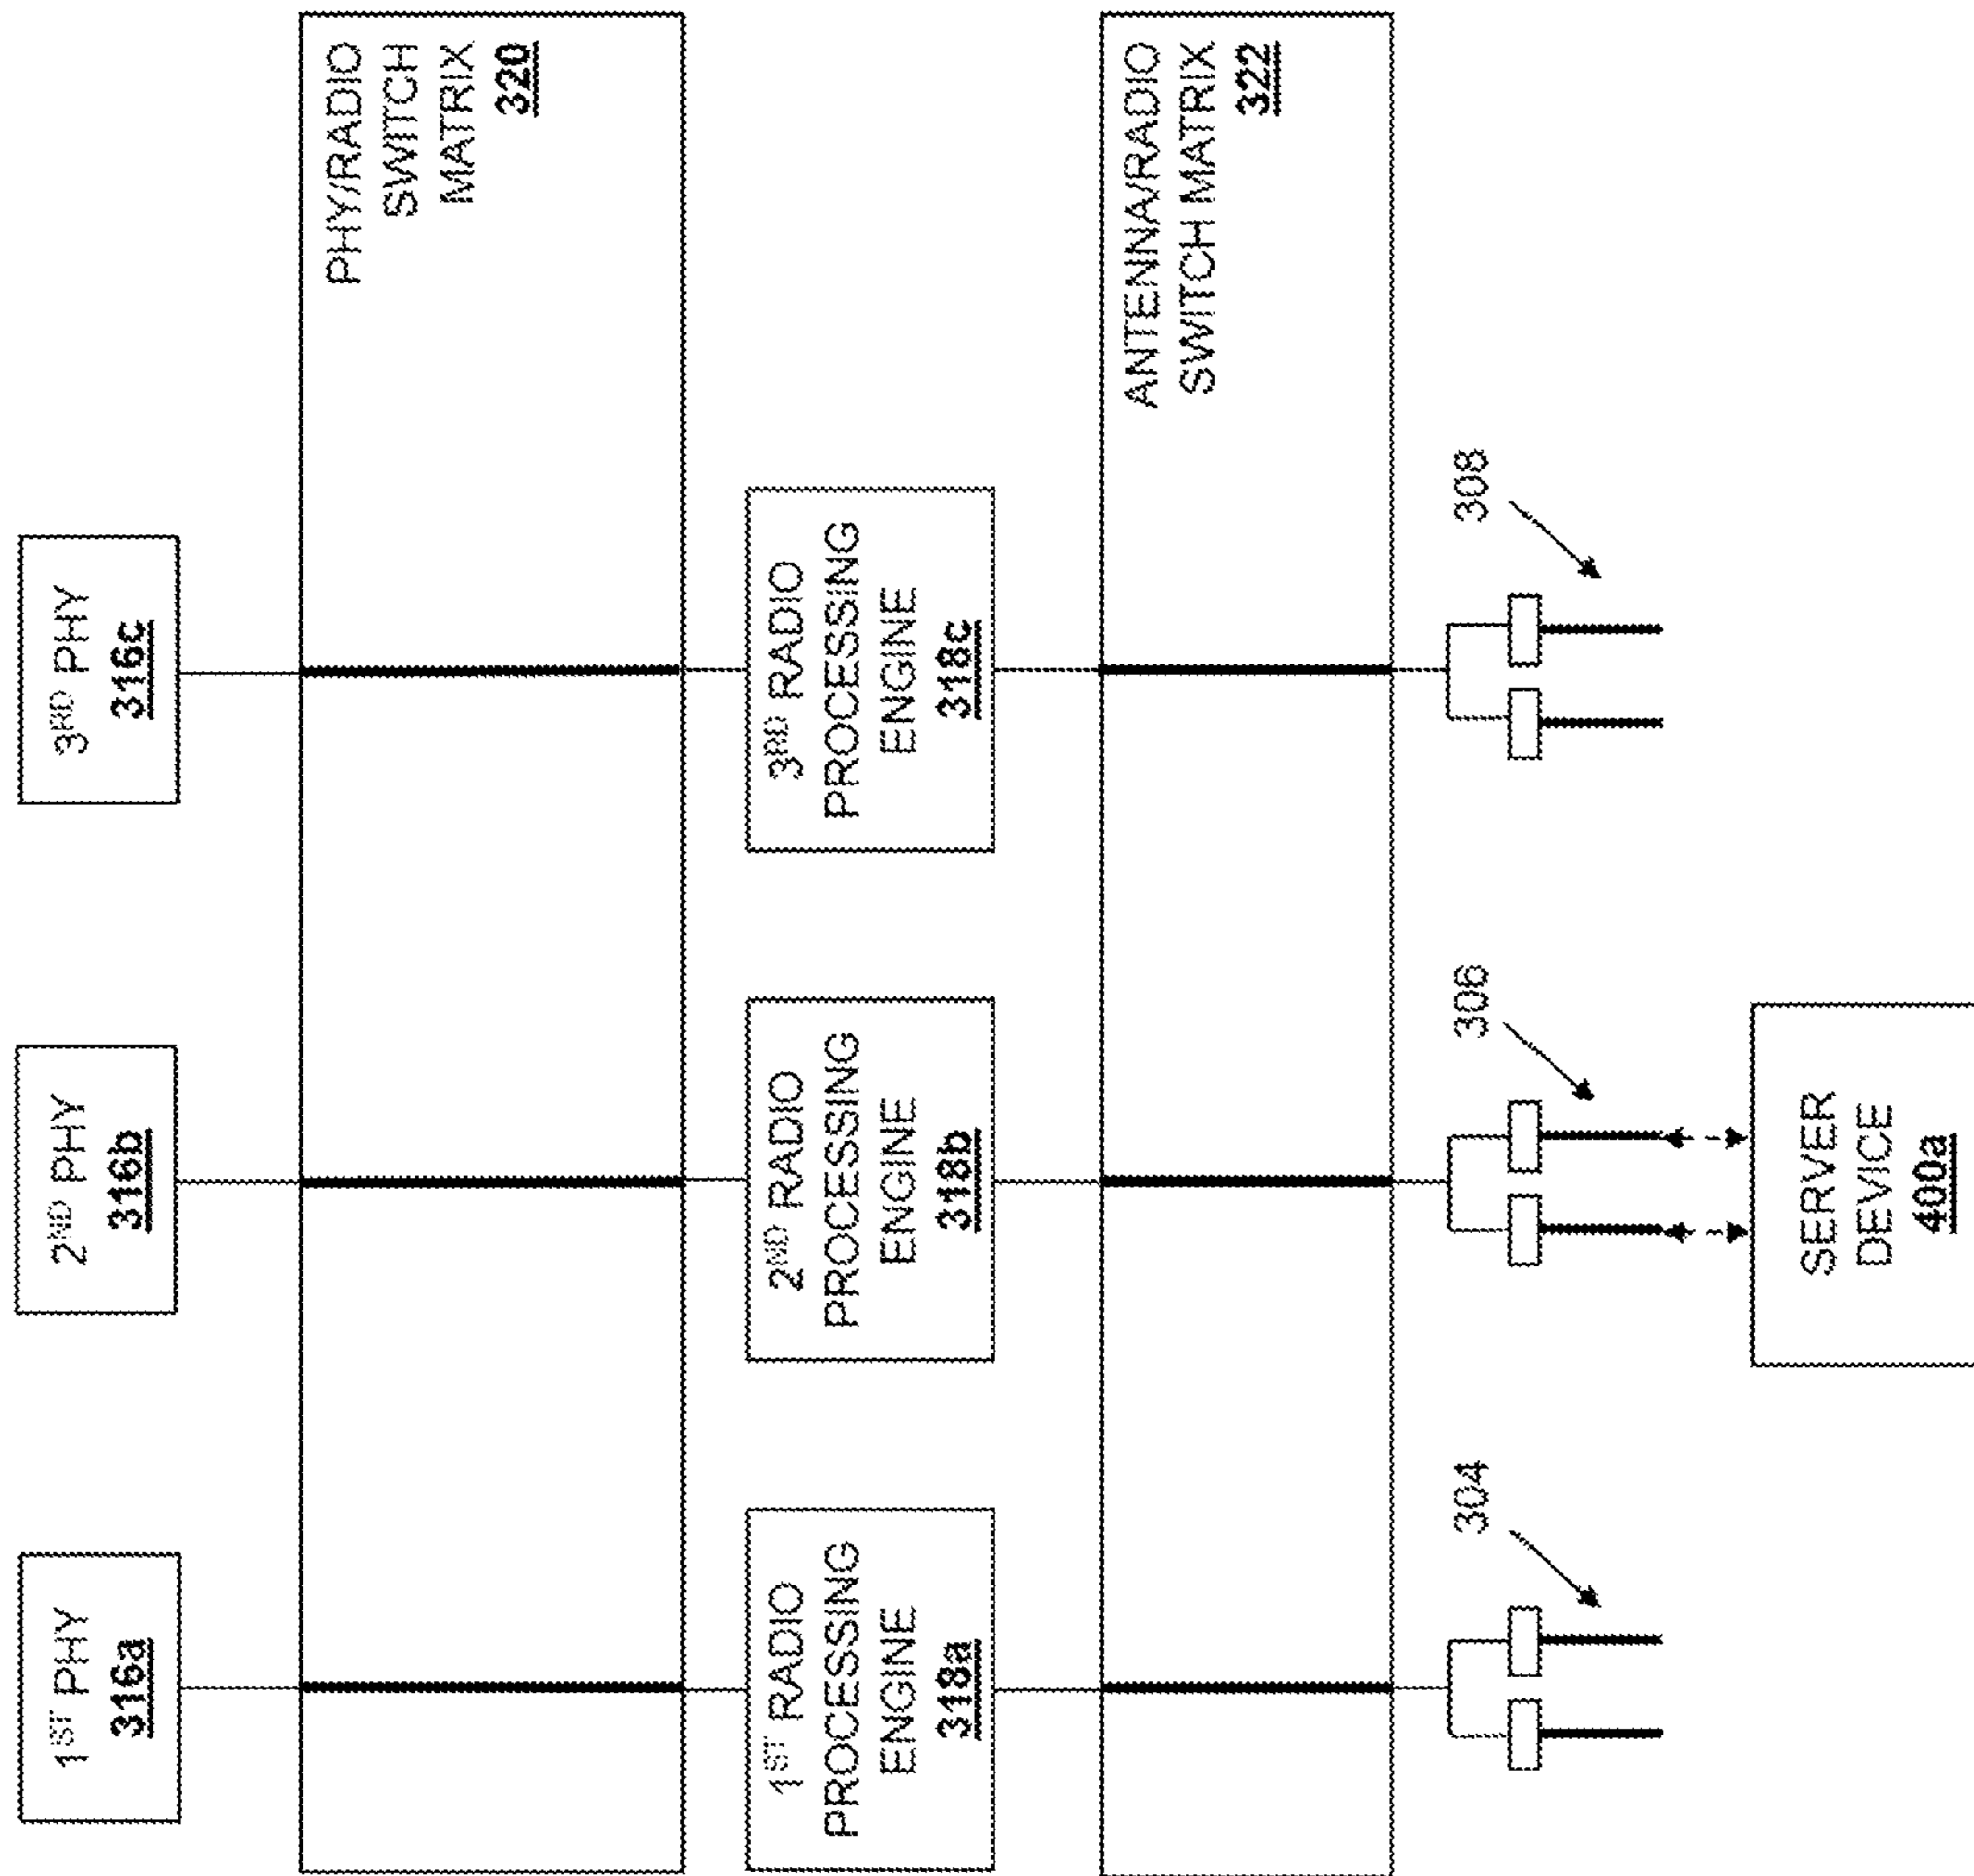 1ST PHY
316a
2ND PHY
316b
3RD PHY
316c
PHY/RADIO
SWITCH
MATRIX
320
1ST RADIO
PROCESSING
ENGINE
318a
2ND RADIO
PROCESSING
ENGINE
318b
3RD RADIO
PROCESSING
ENGINE
318c
ANTENNA/RADIO
SWITCH MATRIX
322
304
306
308
SERVER
DEVICE
400a